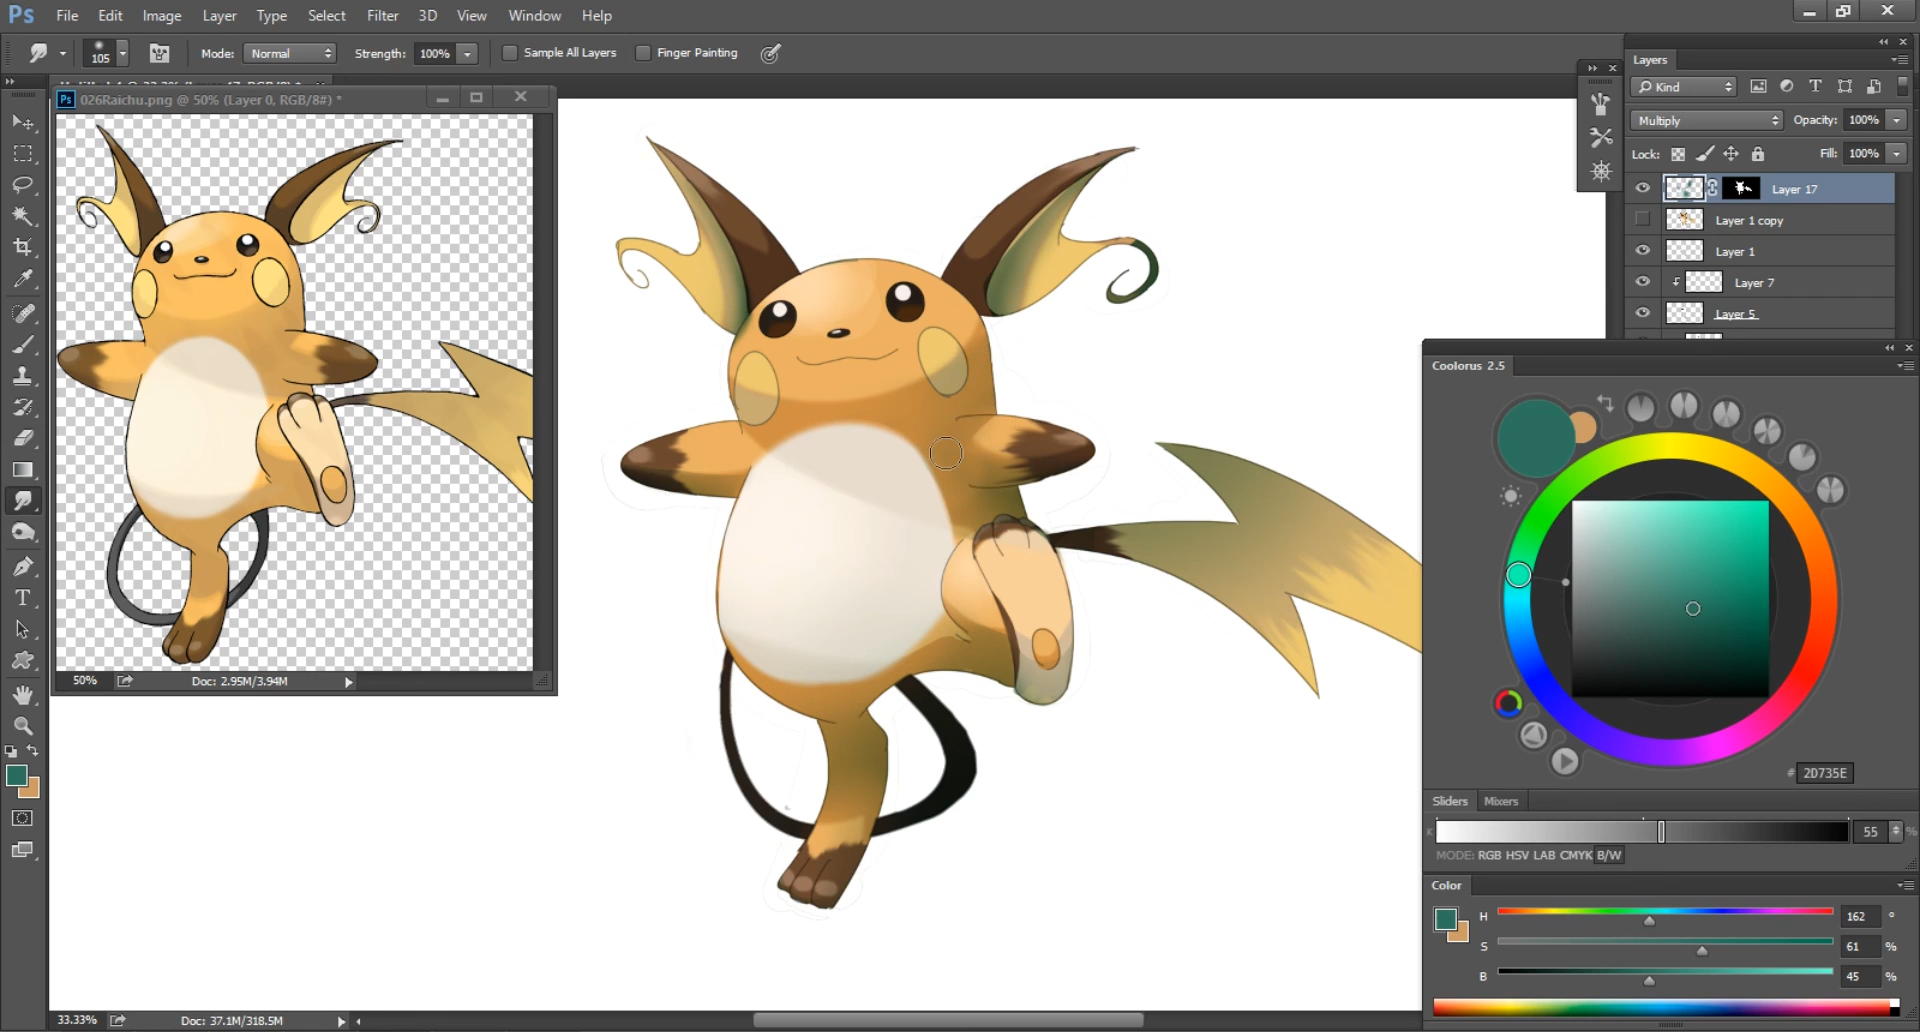 Ps File Edit Image Layer Type Select Filter 3D View Window Help
105 Mode: Normal Strength: 100% Sample All Layers Finger Painting
Ps 026Raichu.png @ 50% (Layer 0, RGB/8#) *
50% Doc: 2.95M/3.94M
T
33.33% Doc: 37.1M/318.5M
Layers
Kind T
Multiply Opacity: 100%
Lock: Fill: 100%
Layer 17
Layer 1 copy
Layer 1
Layer 7
Layer 5
Coolorus 2.5
# 2D735E
Sliders Mixers
K 55 %
MODE: RGB HSV LAB CMYK B/W
Color
H 162 °
S 61 %
B 45 %